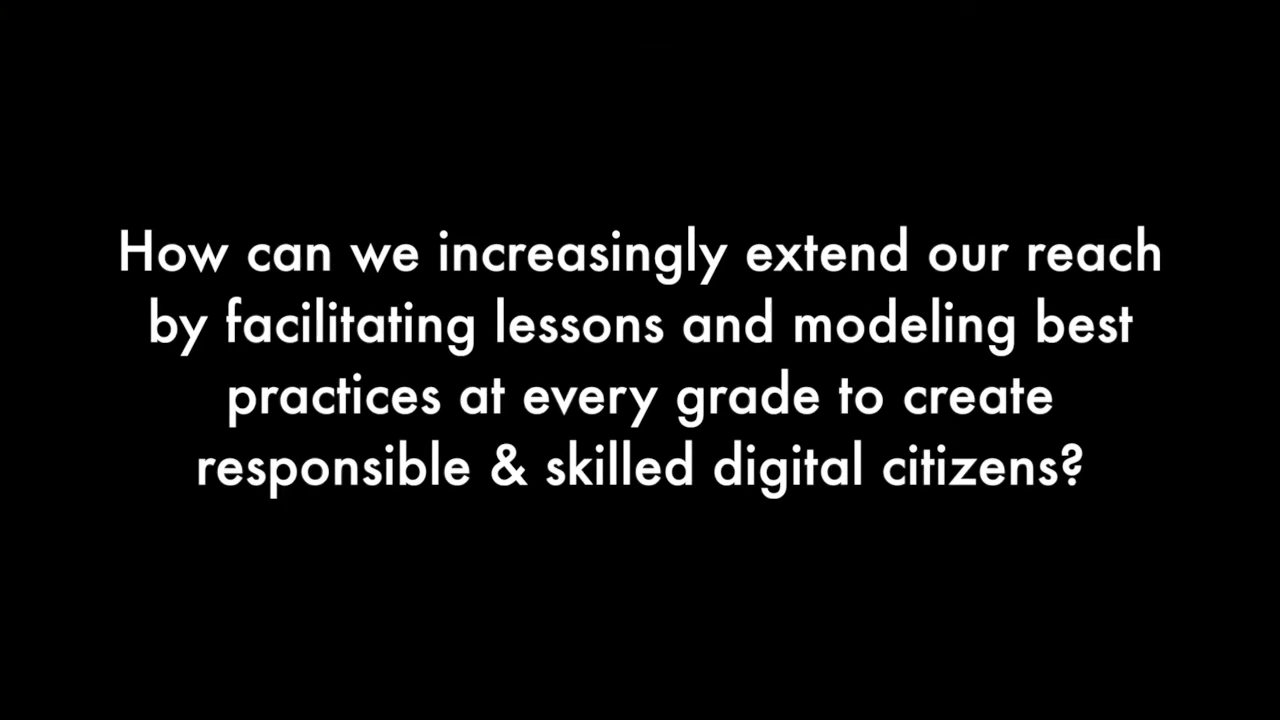 How can we increasingly extend our reach
by facilitating lessons and modeling best
practices at every grade to create
responsible & skilled digital citizens?